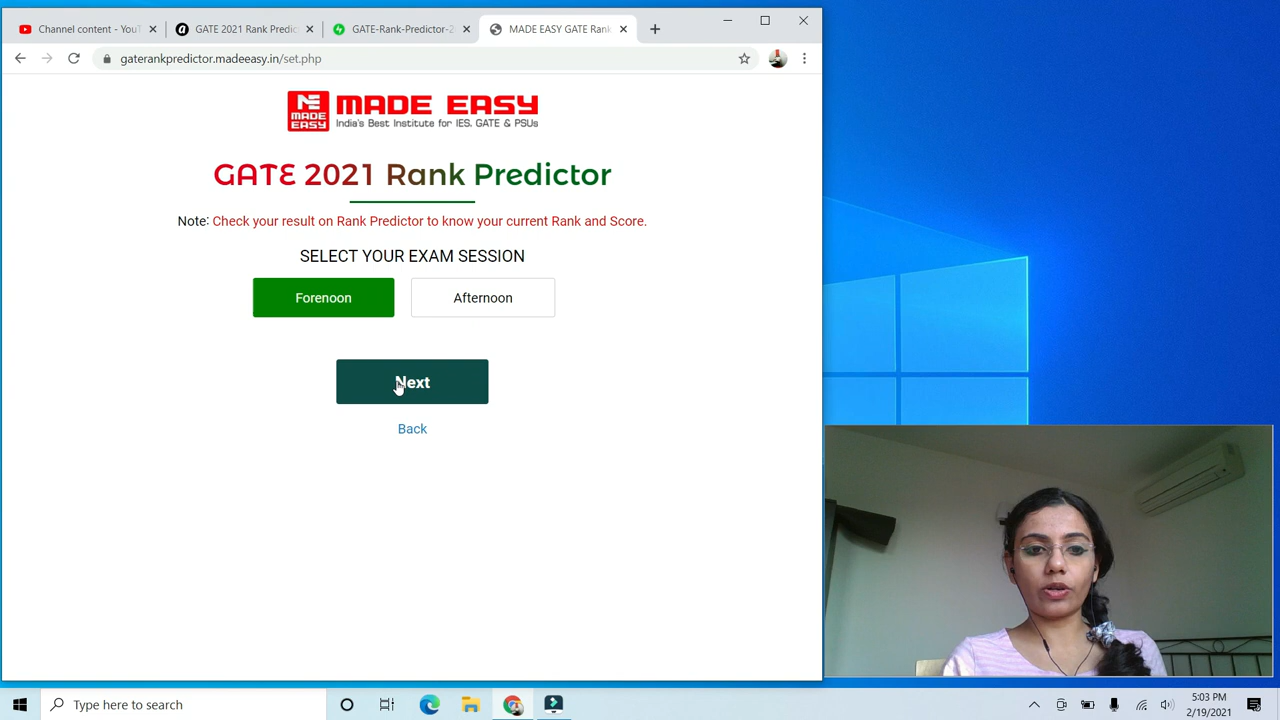 Channel content - YouT
GATE 2021 Rank Predic
GATE-Rank-Predictor-2
MADE EASY GATE Rank
gaterankpredictor.madeeasy.in/set.php
MADE EASY
MADE EASY
India's Best Institute for IES, GATE & PSUs
GATE 2021 Rank Predictor
Note: Check your result on Rank Predictor to know your current Rank and Score.
SELECT YOUR EXAM SESSION
Forenoon
Afternoon
Next
Back
Type here to search
5:03 PM
2/19/2021